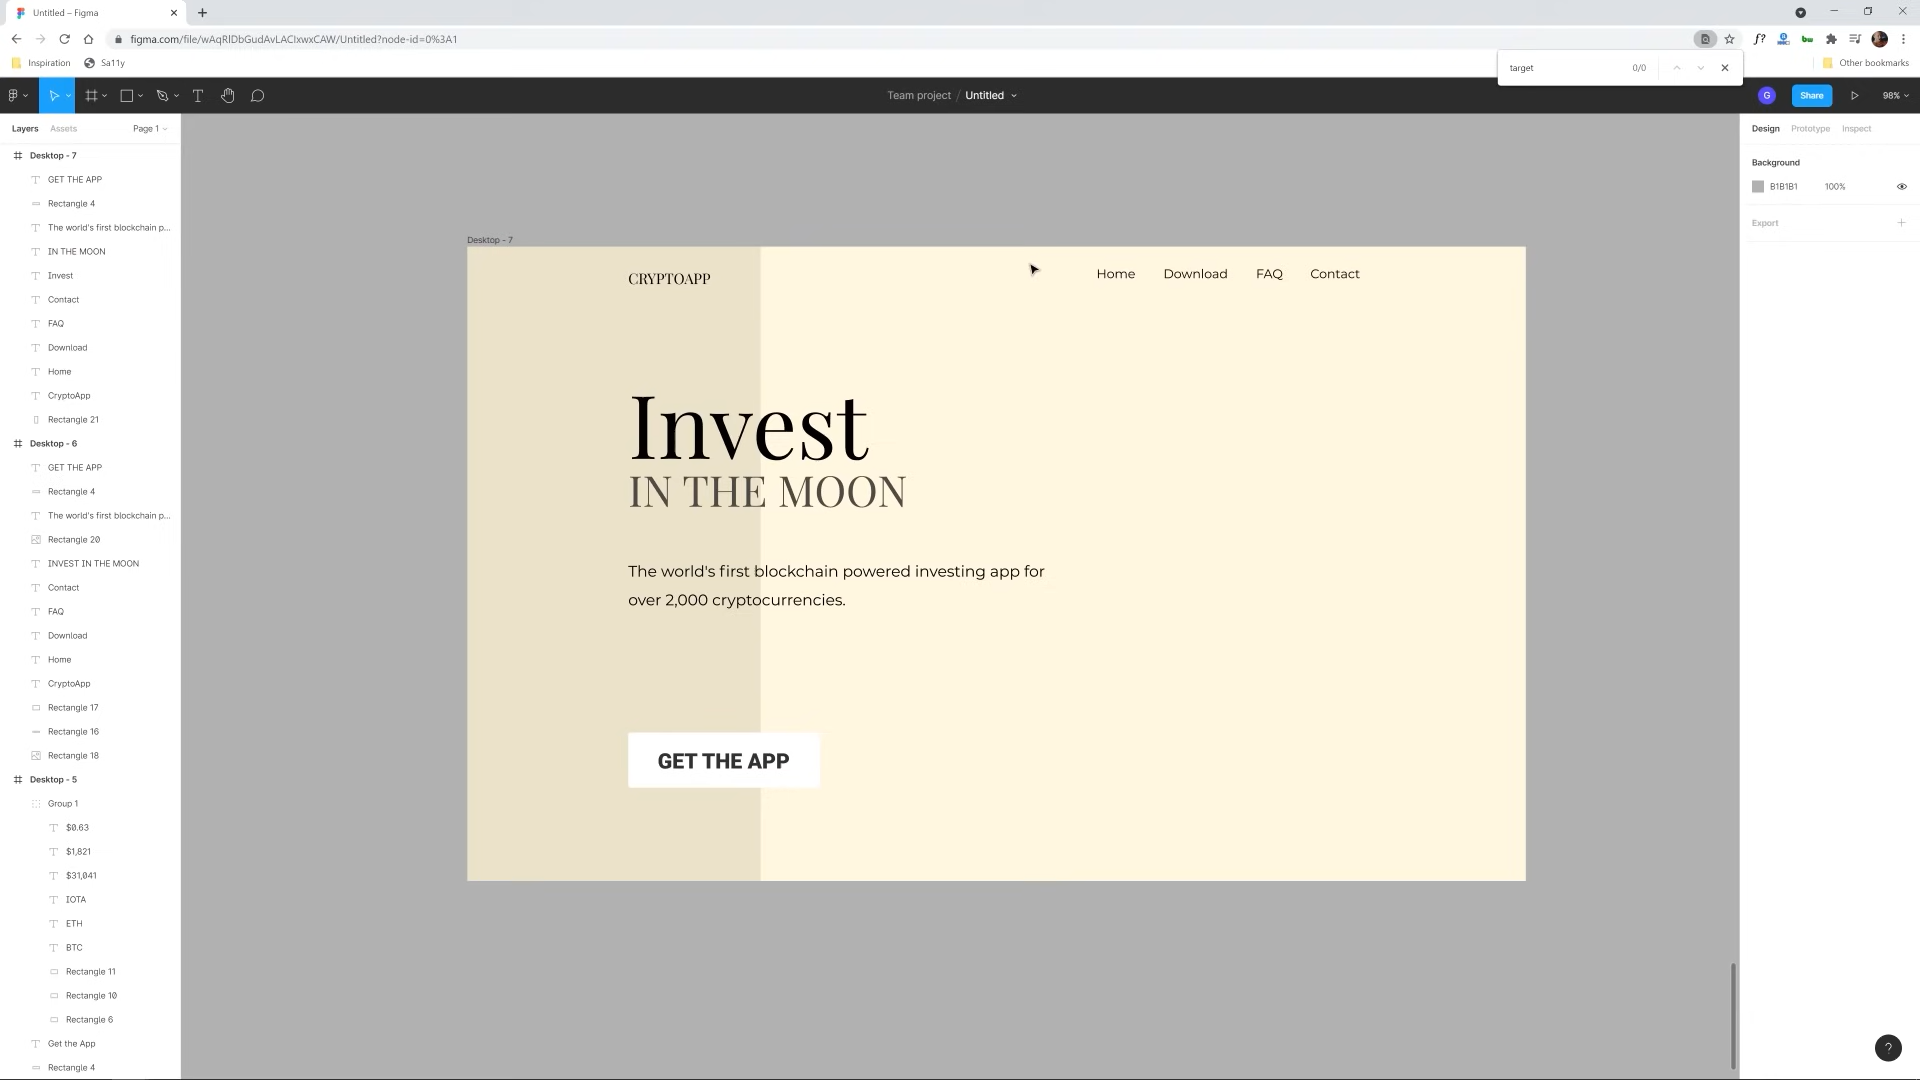 Untitled – Figma
figma.com/file/wAqRlDbGudAvLACIxwxCAW/Untitled?node-id=0%3A1
f?
Inspiration
Sa11y
target
0/0
Other bookmarks
Team project / Untitled
G
Share
98%
Layers
Assets
Page 1
Desktop - 7
GET THE APP
Rectangle 4
The world's first blockchain p...
IN THE MOON
Invest
Contact
FAQ
Download
Home
CryptoApp
Rectangle 21
Desktop - 6
GET THE APP
Rectangle 4
The world's first blockchain p...
Rectangle 20
INVEST IN THE MOON
Contact
FAQ
Download
Home
CryptoApp
Rectangle 17
Rectangle 16
Rectangle 18
Desktop - 5
Group 1
$0.63
$1,821
$31,041
IOTA
ETH
BTC
Rectangle 11
Rectangle 10
Rectangle 6
Get the App
Rectangle 4
Desktop - 7
CRYPTOAPP
Home
Download
FAQ
Contact
Invest
IN THE MOON
The world's first blockchain powered investing app for
over 2,000 cryptocurrencies.
GET THE APP
Design
Prototype
Inspect
Background
B1B1B1
100%
Export
?